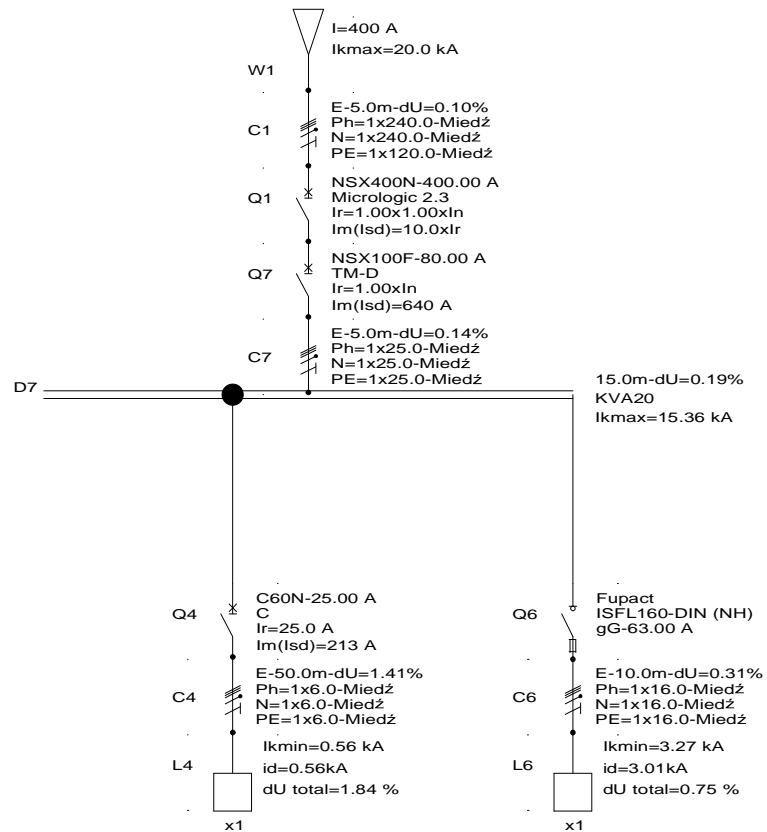 I=400 A
Ikmax=20.0 kA
W1
E-5.0m-dU=0.10%
C1
Ph=1x240.0-Miedź
N=1x240.0-Miedź
PE=1x120.0-Miedź
NSX400N-400.00 A
Q1
Micrologic 2.3
Ir=1.00x1.00xIn
Im(Isd)=10.0xIr
NSX100F-80.00 A
Q7
TM-D
Ir=1.00xIn
Im(Isd)=640 A
E-5.0m-dU=0.14%
C7
Ph=1x25.0-Miedź
N=1x25.0-Miedź
PE=1x25.0-Miedź
D7
15.0m-dU=0.19%
KVA20
Ikmax=15.36 kA
C60N-25.00 A
Q4
C
Ir=25.0 A
Im(Isd)=213 A
E-50.0m-dU=1.41%
C4
Ph=1x6.0-Miedź
N=1x6.0-Miedź
PE=1x6.0-Miedź
Ikmin=0.56 kA
L4
id=0.56kA
dU total=1.84 %
x1
Fupact
Q6
ISFL160-DIN (NH)
gG-63.00 A
E-10.0m-dU=0.31%
C6
Ph=1x16.0-Miedź
N=1x16.0-Miedź
PE=1x16.0-Miedź
Ikmin=3.27 kA
L6
id=3.01kA
dU total=0.75 %
x1